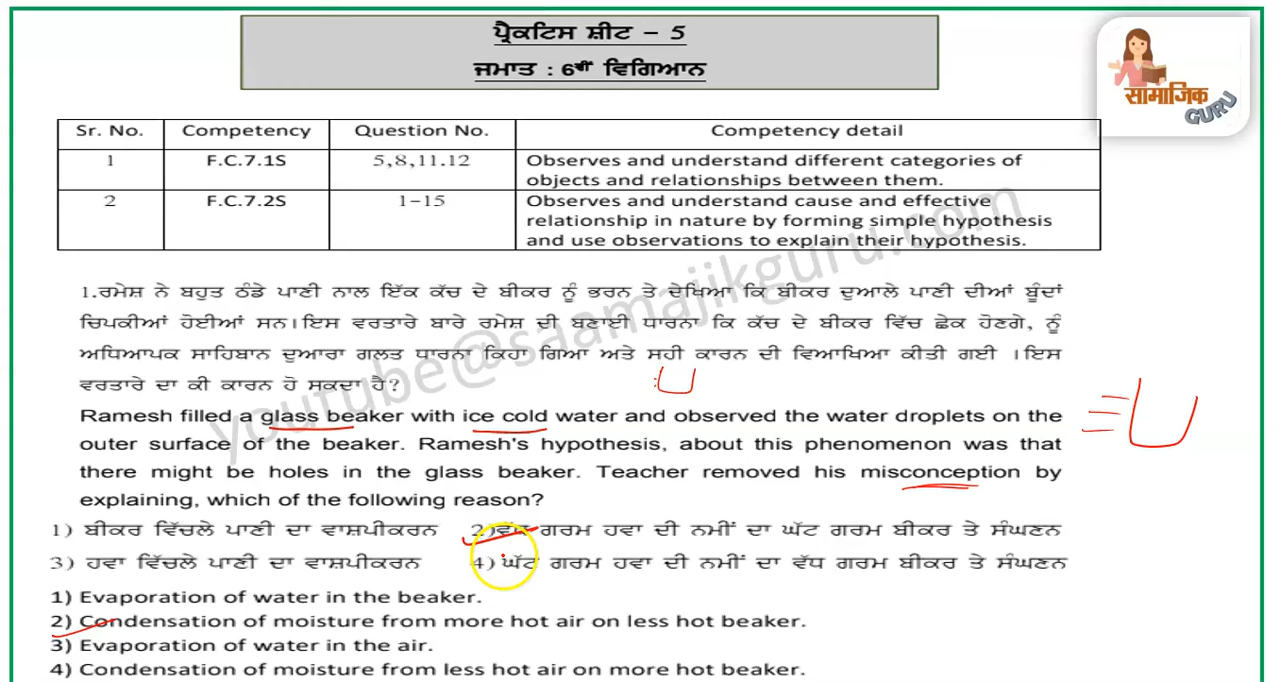 ਪ੍ਰੈਕਟਿਸ ਸ਼ੀਟ – 5
ਜਮਾਤ : 6ਵੀਂ ਵਿਗਿਆਨ
सामाजिक
GURU
Sr. No. Competency Question No. Competency detail
1 F.C.7.1S 5,8,11.12 Observes and understand different categories of
objects and relationships between them.
2 F.C.7.2S 1-15 Observes and understand cause and effective
relationship in nature by forming simple hypothesis
and use observations to explain their hypothesis.
1.ਰਮੇਸ਼ ਨੇ ਬਹੁਤ ਠੰਡੇ ਪਾਣੀ ਨਾਲ ਇੱਕ ਕੱਚ ਦੇ ਬੀਕਰ ਨੂੰ ਭਰਨ ਤੇ ਦੇਖਿਆ ਕਿ ਬੀਕਰ ਦੁਆਲੇ ਪਾਣੀ ਦੀਆਂ ਬੂੰਦਾਂ
ਚਿਪਕੀਆਂ ਹੋਈਆਂ ਸਨ।ਇਸ ਵਰਤਾਰੇ ਬਾਰੇ ਰਮੇਸ਼ ਦੀ ਬਣਾਈ ਧਾਰਨਾ ਕਿ ਕੱਚ ਦੇ ਬੀਕਰ ਵਿੱਚ ਛੇਕ ਹੋਣਗੇ, ਨੂੰ
ਅਧਿਆਪਕ ਸਾਹਿਬਾਨ ਦੁਆਰਾ ਗਲਤ ਧਾਰਨਾ ਕਿਹਾ ਗਿਆ ਅਤੇ ਸਹੀ ਕਾਰਨ ਦੀ ਵਿਆਖਿਆ ਕੀਤੀ ਗਈ ।ਇਸ
ਵਰਤਾਰੇ ਦਾ ਕੀ ਕਾਰਨ ਹੋ ਸਕਦਾ ਹੈ?
Ramesh filled a glass beaker with ice cold water and observed the water droplets on the
outer surface of the beaker. Ramesh's hypothesis, about this phenomenon was that
there might be holes in the glass beaker. Teacher removed his misconception by
explaining, which of the following reason?
1) ਬੀਕਰ ਵਿੱਚਲੇ ਪਾਣੀ ਦਾ ਵਾਸ਼ਪੀਕਰਨ 2)ਵੱਧ ਗਰਮ ਹਵਾ ਦੀ ਨਮੀਂ ਦਾ ਘੱਟ ਗਰਮ ਬੀਕਰ ਤੇ ਸੰਘਣਨ
3) ਹਵਾ ਵਿੱਚਲੇ ਪਾਣੀ ਦਾ ਵਾਸ਼ਪੀਕਰਨ 4) ਘੱਟ ਗਰਮ ਹਵਾ ਦੀ ਨਮੀਂ ਦਾ ਵੱਧ ਗਰਮ ਬੀਕਰ ਤੇ ਸੰਘਣਨ
1) Evaporation of water in the beaker.
2) Condensation of moisture from more hot air on less hot beaker.
3) Evaporation of water in the air.
4) Condensation of moisture from less hot air on more hot beaker.
youtube@saamajikguru.com